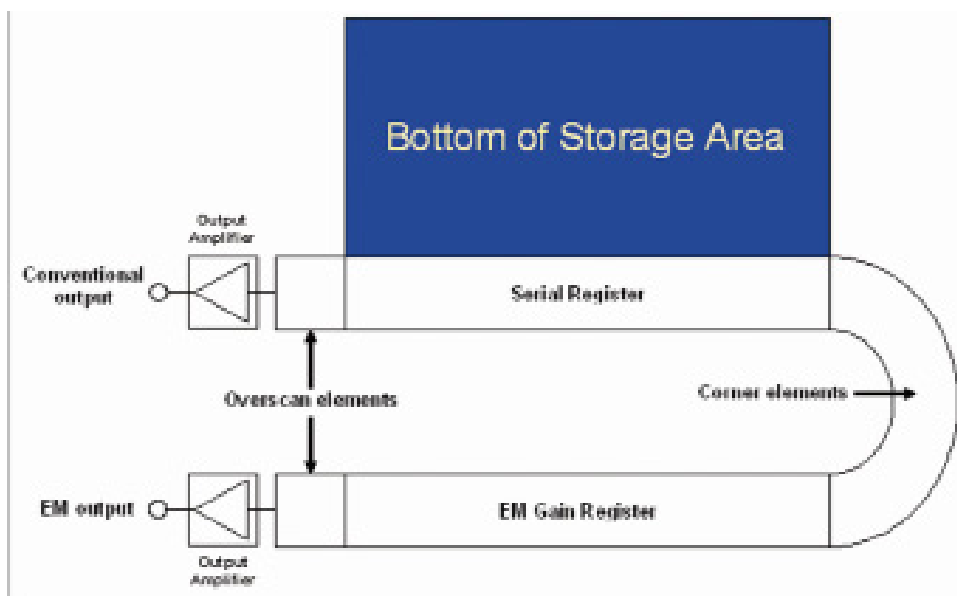 Bottom of Storage Area
Output
Amplifier
Conventional
output
Serial Register
Overscan elements
Corner elements
EM output
EM Gain Register
Output
Amplifier